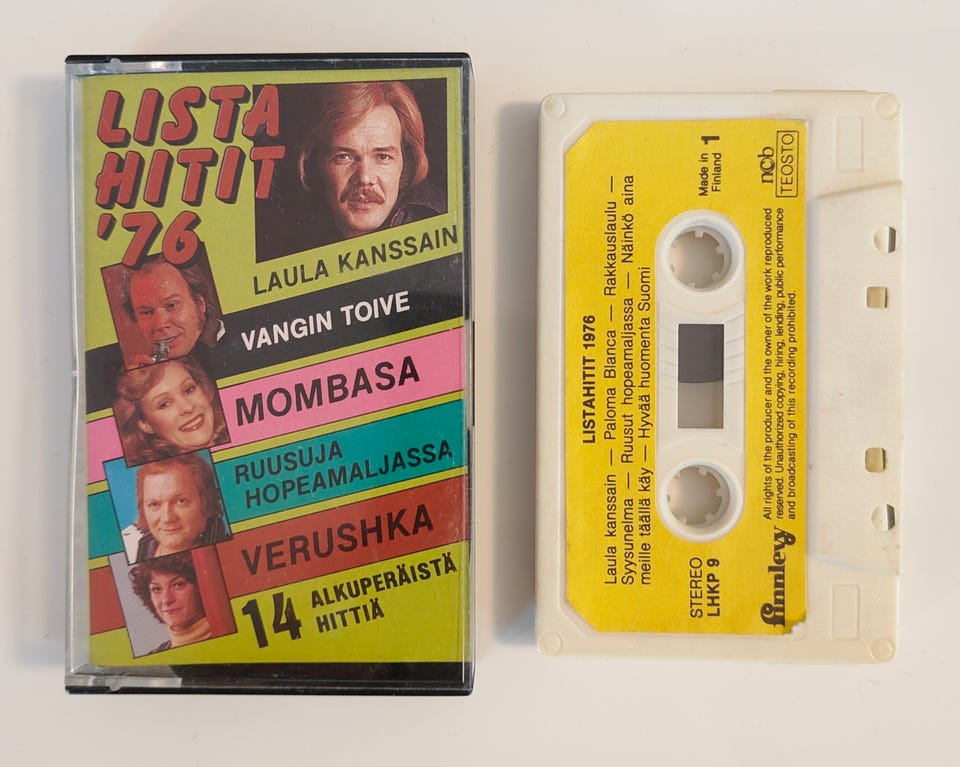 LISTA
HITIT
'76
LAULA KANSSAIN
VANGIN TOIVE
MOMBASA
RUUSUJA
HOPEAMALJASSA
VERUSHKA
14 ALKUPERÄISTÄ
HITTIÄ
LISTAHITIT 1976
Laula kanssain — Paloma Blanca — Rakkauslaulu —
Syysunelma — Ruusut hopeamaljassa — Näinkö aina
meille täällä käy — Hyvää huomenta Suomi
STEREO
LHKP 9
Made in
Finland 1
finnlevy
All rights of the producer and the owner of the work reproduced
reserved. Unauthorized copying, hiring, lending, public performance
and broadcasting of this recording prohibited.
ncb
TEOSTO